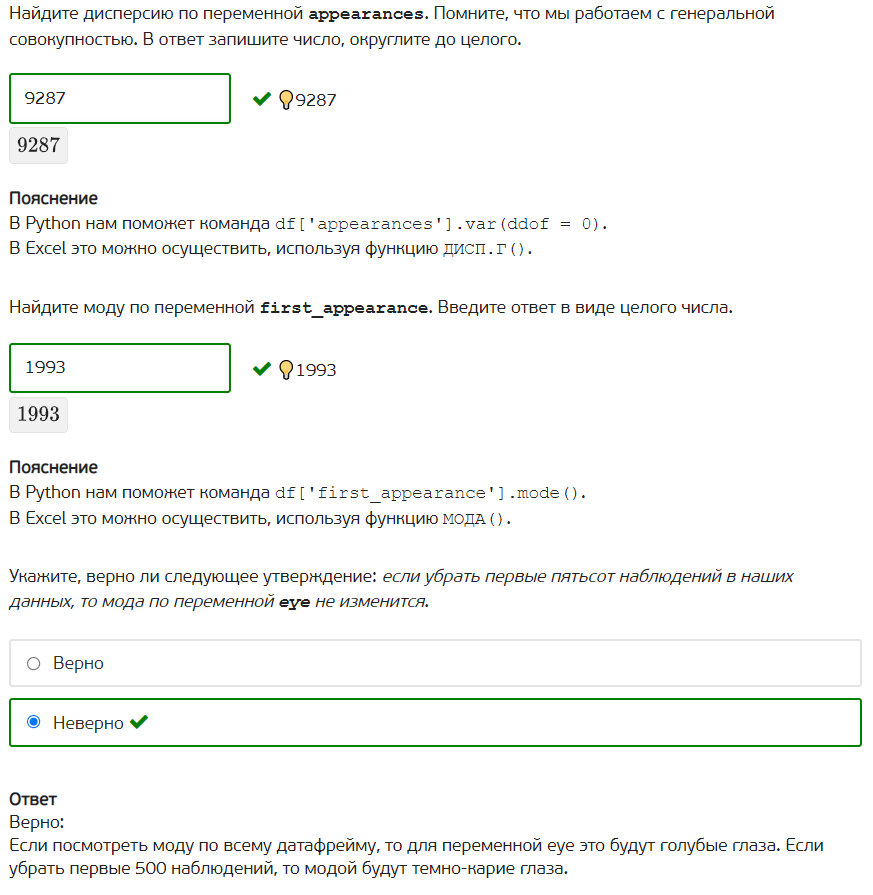 Найдите дисперсию по переменной appearances. Помните, что мы работаем с генеральной
совокупностью. В ответ запишите число, округлите до целого.
9287
9287
9287
Пояснение
В Python нам поможет команда df['appearances'].var(ddof = 0).
В Excel это можно осуществить, используя функцию ДИСП.Г().
Найдите моду по переменной first_appearance. Введите ответ в виде целого числа.
1993
1993
1993
Пояснение
В Python нам поможет команда df['first_appearance'].mode().
В Excel это можно осуществить, используя функцию МОДА().
Укажите, верно ли следующее утверждение: если убрать первые пятьсот наблюдений в наших
данных, то мода по переменной eye не изменится.
Верно
Неверно
Ответ
Верно:
Если посмотреть моду по всему датафрейму, то для переменной eye это будут голубые глаза. Если
убрать первые 500 наблюдений, то модой будут темно-карие глаза.